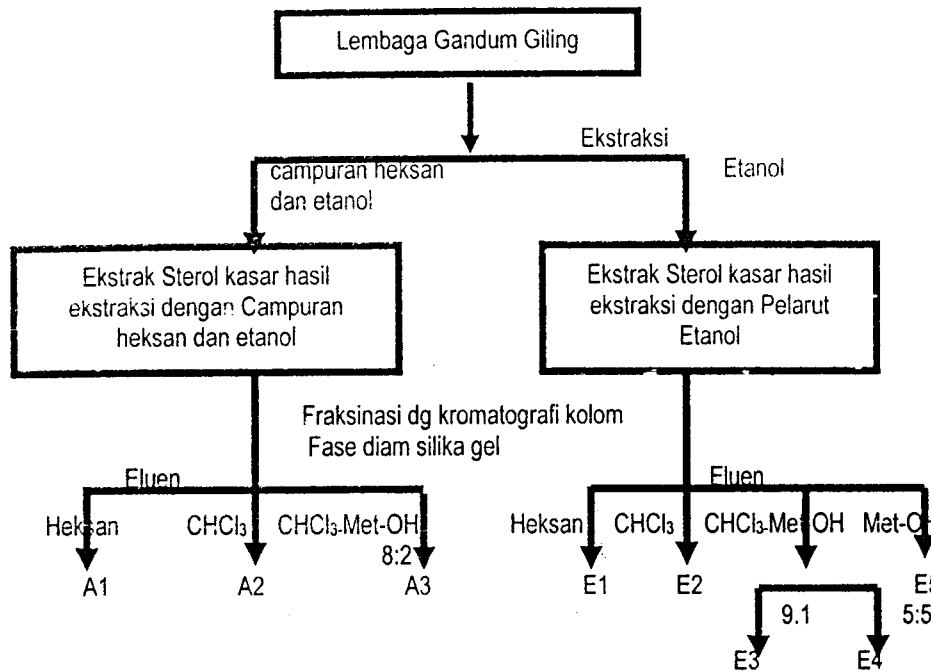 Lembaga Gandum Giling
Ekstraksi
campuran heksan
dan etanol
Etanol
Ekstrak Sterol kasar hasil
ekstraksi dengan Campuran
heksan dan etanol
Ekstrak Sterol kasar hasil
ekstraksi dengan Pelarut
Etanol
Fraksinasi dg kromatografi kolom
Fase diam silika gel
Eluen
Heksan CHCl₃ CHCl₃-Met-OH
8:2
A1 A2 A3
Eluen
Heksan CHCl₃ CHCl₃-Met-OH Met-O
E1 E2
9.1 5:5
E3 E4